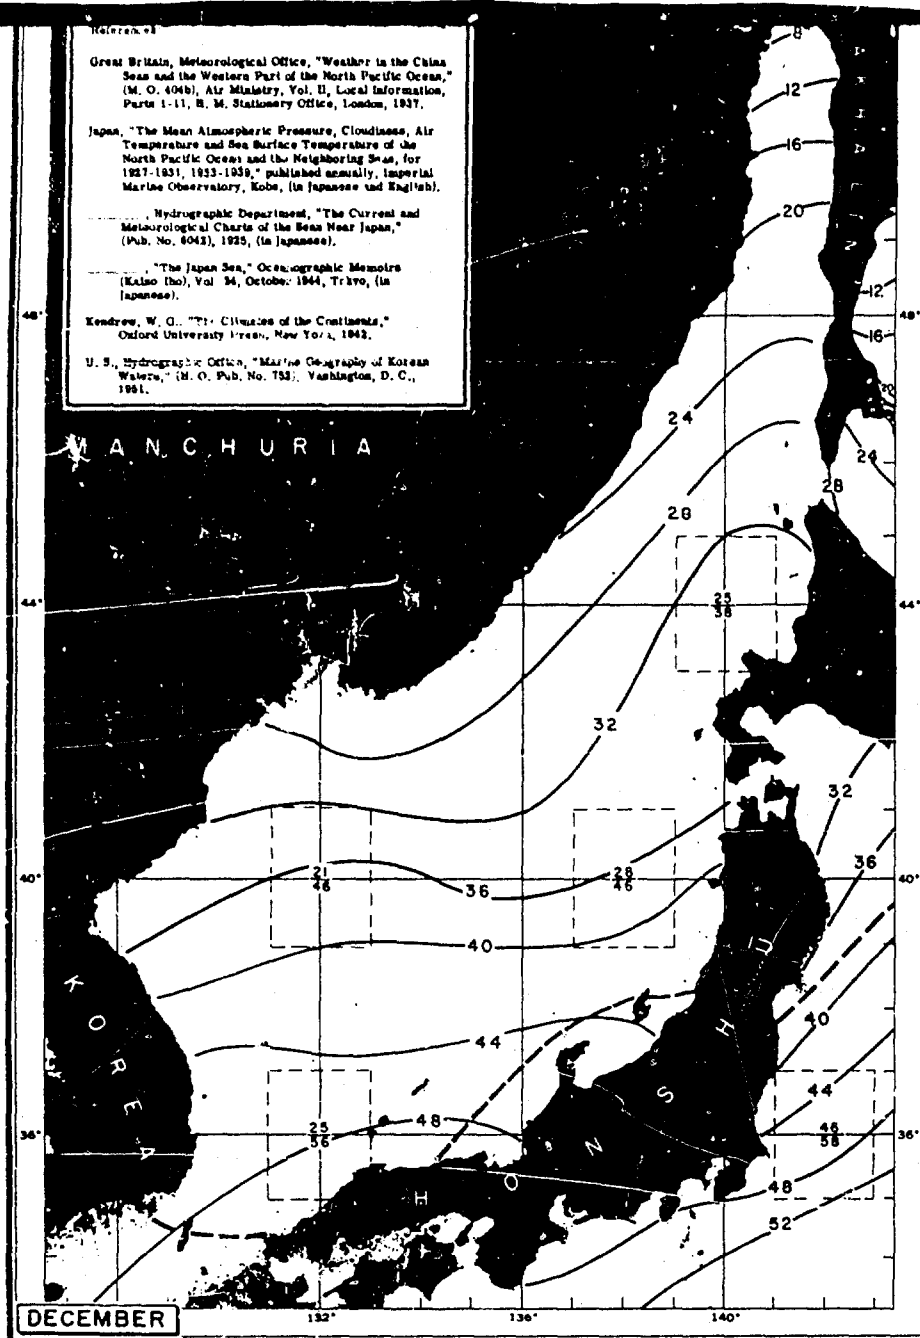 References
Great Britain, Meteorological Office, "Weather in the China
Seas and the Western Part of the North Pacific Ocean,"
(M. O. 404b), Air Ministry, Vol. II, Local Information,
Parts 1-11, H. M. Stationery Office, London, 1937.
Japan, "The Mean Atmospheric Pressure, Cloudiness, Air
Temperature and Sea Surface Temperature of the
North Pacific Ocean and the Neighboring Seas, for
1927-1931, 1933-1939," published annually, Imperial
Marine Observatory, Kobe, (in Japanese and English).
, Hydrographic Department, "The Current and
Meteorological Charts of the Seas Near Japan,"
(Pub. No. 6042), 1925, (in Japanese).
, "The Japan Sea," Oceanographic Memoirs
(Kaiso Iho), Vol. 34, October 1944, Tokyo, (in
Japanese).
Kendrew, W. G., "The Climates of the Continents,"
Oxford University Press, New York, 1942.
U. S., Hydrographic Office, "Marine Geography of Korean
Waters," (H. O. Pub. No. 752), Washington, D. C.,
1951.
8
12
16
20
SAKHALIN
12
48°
48°
16
20
MANCHURIA
24
24
28
28
44°
25
38
44°
32
32
36
40°
21
46
36
28
46
40°
40
KOREA
HONSHU
40
44
44
36°
25
56
48
46
58
36°
48
52
DECEMBER
132°
136°
140°